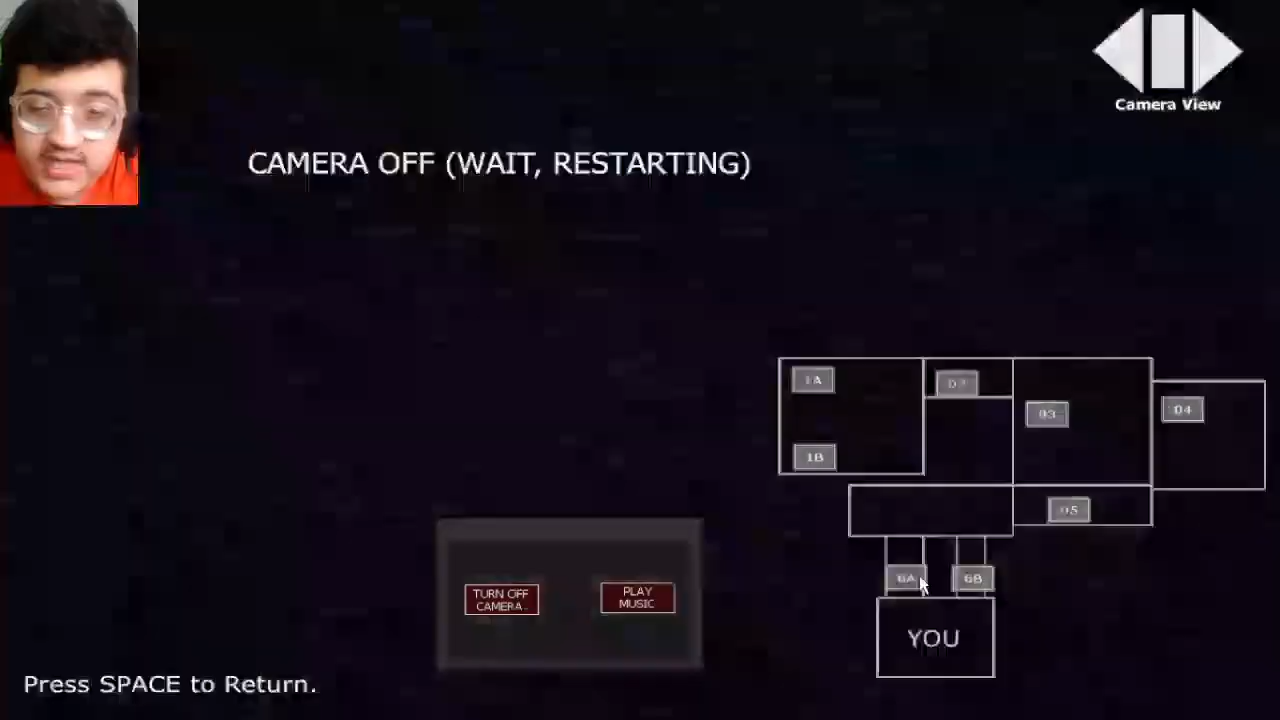 Camera View
CAMERA OFF (WAIT, RESTARTING)
1A
1B
03
04
05
6A
6B
YOU
TURN OFF
CAMERA
PLAY
MUSIC
Press SPACE to Return.